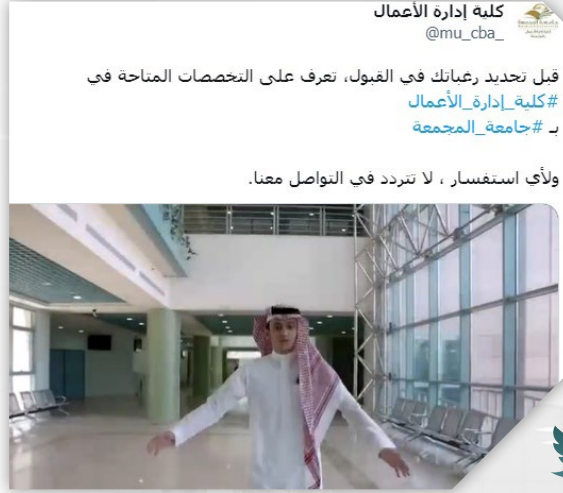 كلية إدارة الأعمال
@mu_cba_
قبل تحديد رغباتك في القبول، تعرف على التخصصات المتاحة في
#كلية_إدارة_الأعمال
بـ #جامعة_المجمعة
ولأي استفسار ، لا تتردد في التواصل معنا.